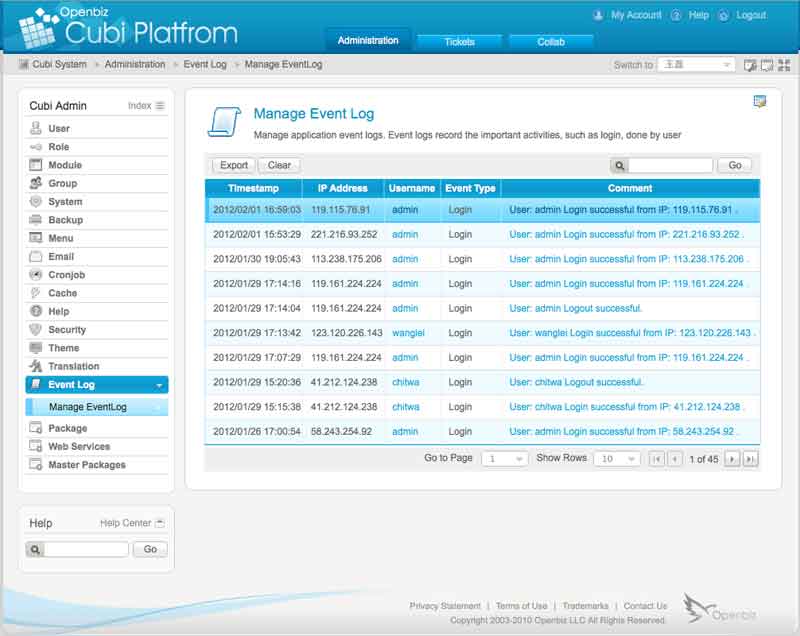 Openbiz
Cubi Platfrom
My Account Help Logout
Administration Tickets Collab
Cubi System > Administration > Event Log > Manage EventLog
Switch to 王磊
Cubi Admin Index
User
Role
Module
Group
System
Backup
Menu
Email
Cronjob
Cache
Help
Security
Theme
Translation
Event Log
Manage EventLog
Package
Web Services
Master Packages
Help Help Center
Go
Manage Event Log
Manage application event logs. Event logs record the important activities, such as login, done by user
Export Clear Go
Timestamp IP Address Username Event Type Comment
2012/02/01 16:59:03 119.115.76.91 admin Login User: admin Login successful from IP: 119.115.76.91 .
2012/02/01 15:53:29 221.216.93.252 admin Login User: admin Login successful from IP: 221.216.93.252 .
2012/01/30 19:05:43 113.238.175.206 admin Login User: admin Login successful from IP: 113.238.175.206 .
2012/01/29 17:14:16 119.161.224.224 admin Login User: admin Login successful from IP: 119.161.224.224 .
2012/01/29 17:14:04 119.161.224.224 admin Login User: admin Logout successful.
2012/01/29 17:13:42 123.120.226.143 wanglei Login User: wanglei Login successful from IP: 123.120.226.143 .
2012/01/29 17:07:29 119.161.224.224 admin Login User: admin Login successful from IP: 119.161.224.224 .
2012/01/29 15:20:36 41.212.124.238 chitwa Login User: chitwa Logout successful.
2012/01/29 15:15:38 41.212.124.238 chitwa Login User: chitwa Login successful from IP: 41.212.124.238 .
2012/01/26 17:00:54 58.243.254.92 admin Login User: admin Login successful from IP: 58.243.254.92 .
Go to Page 1 Show Rows 10 1 of 45
Privacy Statement | Terms of Use | Trademarks | Contact Us
Copyright 2003-2010 Openbiz LLC All Rights Reserved.
Openbiz